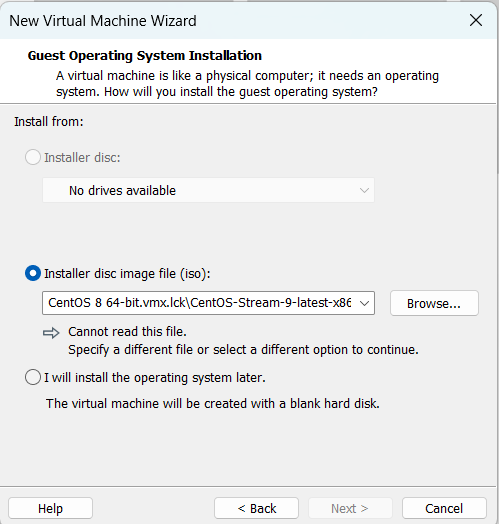 New Virtual Machine Wizard
Guest Operating System Installation
A virtual machine is like a physical computer; it needs an operating
system. How will you install the guest operating system?
Install from:
Installer disc:
No drives available
Installer disc image file (iso):
CentOS 8 64-bit.vmx.lck\CentOS-Stream-9-latest-x86
Browse...
Cannot read this file.
Specify a different file or select a different option to continue.
I will install the operating system later.
The virtual machine will be created with a blank hard disk.
Help
< Back
Next >
Cancel